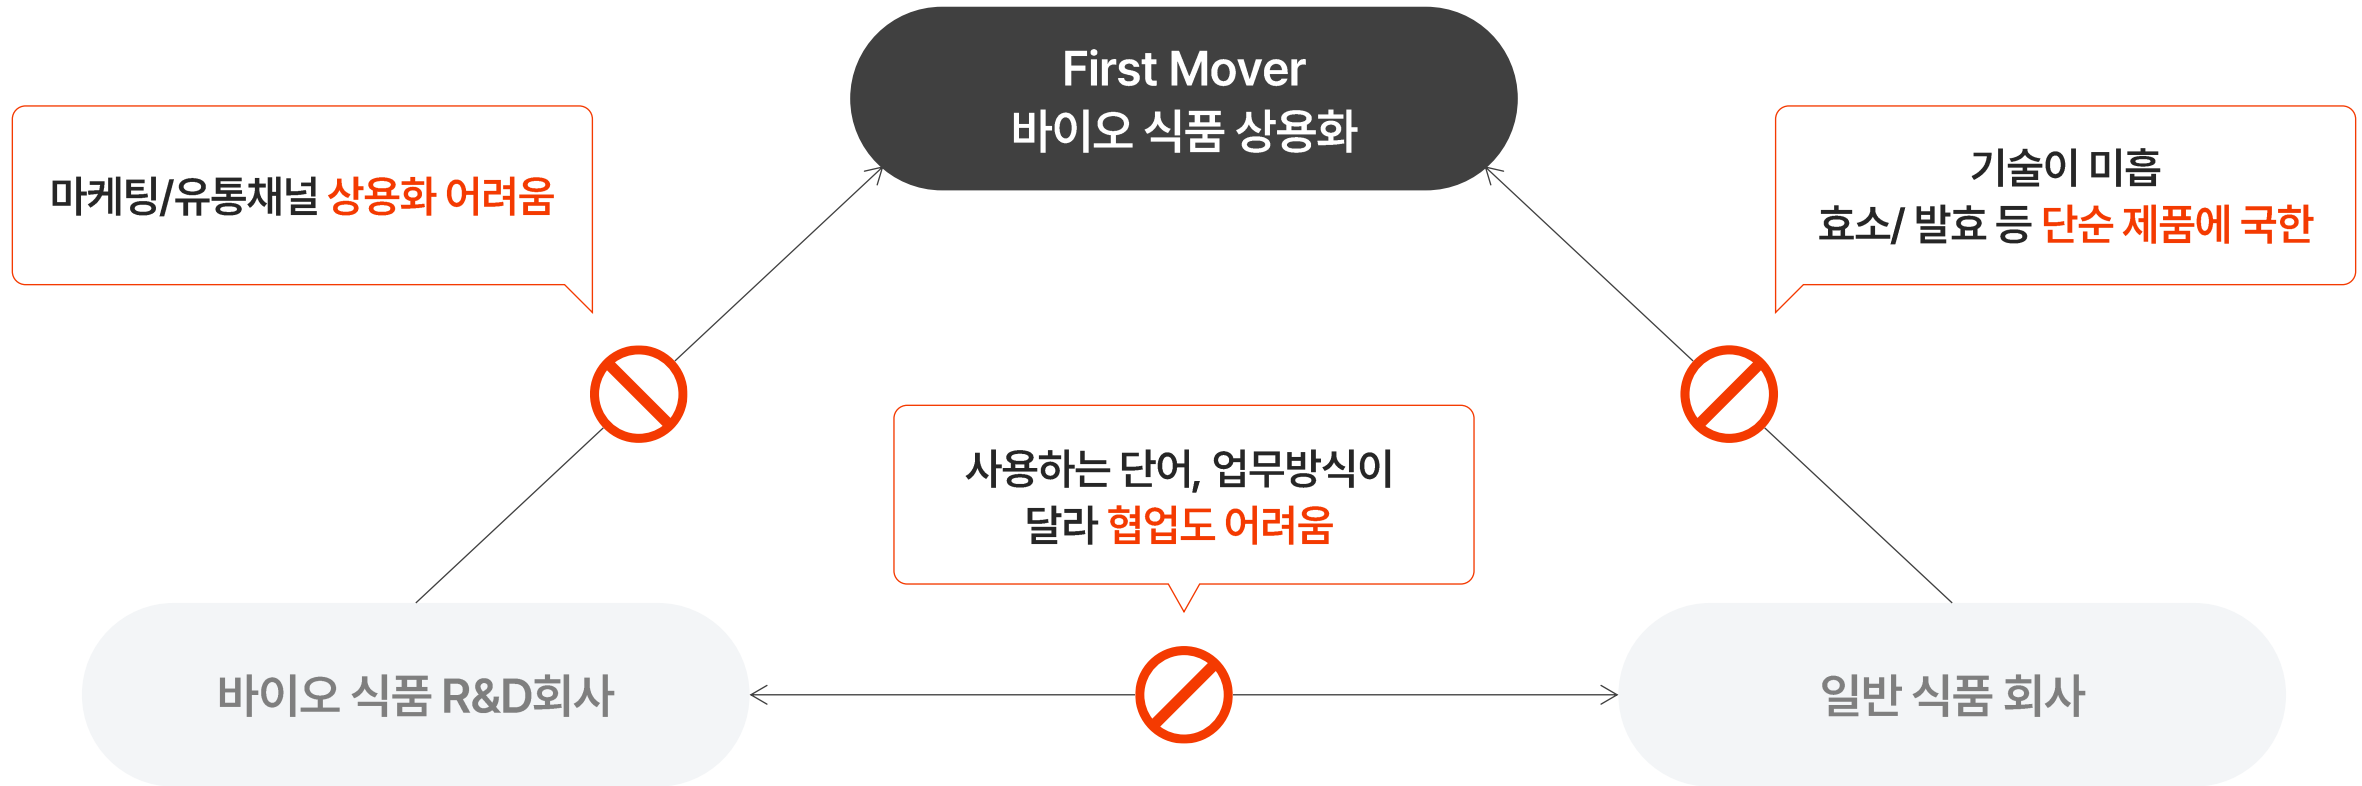 First Mover
바이오 식품 상용화
마케팅/유통채널 상용화 어려움
기술이 미흡
효소/ 발효 등 단순 제품에 국한
사용하는 단어, 업무방식이
달라 협업도 어려움
바이오 식품 R&D회사
일반 식품 회사